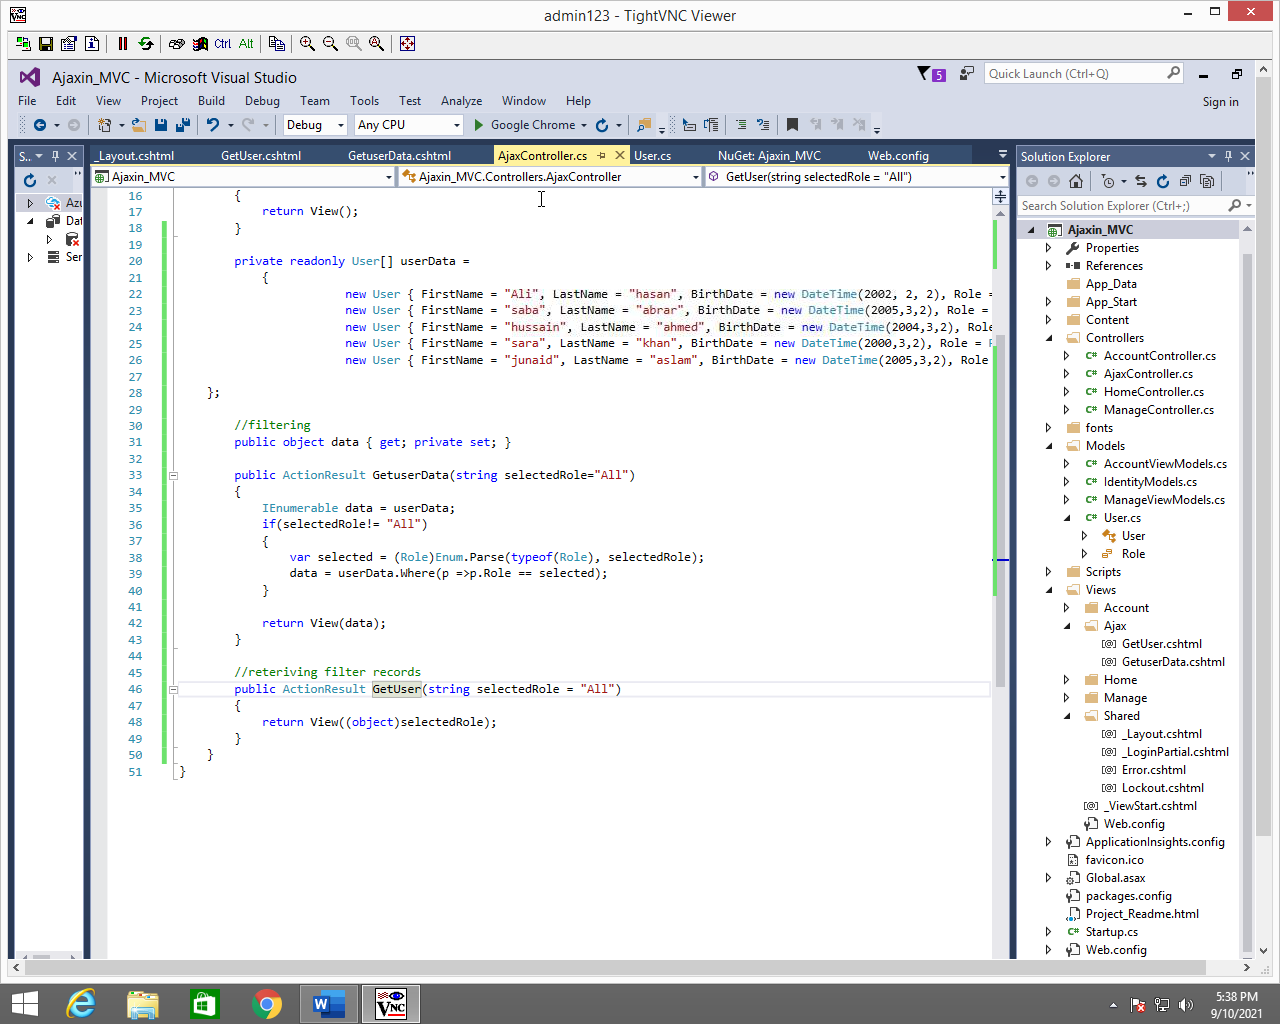 admin123 - TightVNC Viewer
Ctrl Alt
Ajaxin_MVC - Microsoft Visual Studio
5
Quick Launch (Ctrl+Q)
File Edit View Project Build Debug Team Tools Test Analyze Window Help
Sign in
Debug Any CPU Google Chrome
S..
_Layout.cshtml GetUser.cshtml GetuserData.cshtml AjaxController.cs User.cs NuGet: Ajaxin_MVC Web.config
Ajaxin_MVC Ajaxin_MVC.Controllers.AjaxController GetUser(string selectedRole = "All")
Azu
Dat
Ser
16 {
17 return View();
18 }
19
20 private readonly User[] userData =
21 {
22 new User { FirstName = "Ali", LastName = "hasan", BirthDate = new DateTime(2002, 2, 2), Role =
23 new User { FirstName = "saba", LastName = "abrar", BirthDate = new DateTime(2005,3,2), Role =
24 new User { FirstName = "hussain", LastName = "ahmed", BirthDate = new DateTime(2004,3,2), Role
25 new User { FirstName = "sara", LastName = "khan", BirthDate = new DateTime(2000,3,2), Role =
26 new User { FirstName = "junaid", LastName = "aslam", BirthDate = new DateTime(2005,3,2), Role
27
28 };
29
30 //filtering
31 public object data { get; private set; }
32
33 public ActionResult GetuserData(string selectedRole="All")
34 {
35 IEnumerable data = userData;
36 if(selectedRole!= "All")
37 {
38 var selected = (Role)Enum.Parse(typeof(Role), selectedRole);
39 data = userData.Where(p =>p.Role == selected);
40 }
41
42 return View(data);
43 }
44
45 //reteriving filter records
46 public ActionResult GetUser(string selectedRole = "All")
47 {
48 return View((object)selectedRole);
49 }
50 }
51 }
Solution Explorer
Search Solution Explorer (Ctrl+;)
Ajaxin_MVC
Properties
References
App_Data
App_Start
Content
Controllers
C# AccountController.cs
C# AjaxController.cs
C# HomeController.cs
C# ManageController.cs
fonts
Models
C# AccountViewModels.cs
C# IdentityModels.cs
C# ManageViewModels.cs
C# User.cs
User
Role
Scripts
Views
Account
Ajax
[@] GetUser.cshtml
[@] GetuserData.cshtml
Home
Manage
Shared
[@] _Layout.cshtml
[@] _LoginPartial.cshtml
[@] Error.cshtml
[@] Lockout.cshtml
[@] _ViewStart.cshtml
Web.config
ApplicationInsights.config
favicon.ico
Global.asax
packages.config
Project_Readme.html
C# Startup.cs
Web.config
5:38 PM
9/10/2021